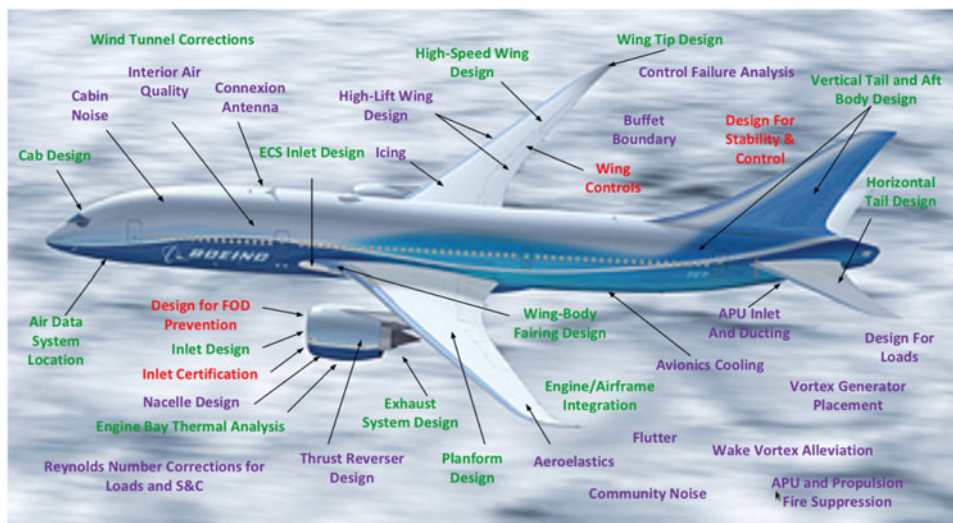 Wind Tunnel Corrections
Wing Tip Design
High-Speed Wing
Design
Control Failure Analysis
Interior Air
Quality
Connexion
Antenna
Vertical Tail and Aft
Body Design
Cabin
Noise
High-Lift Wing
Design
Buffet
Boundary
Design For
Stability &
Control
Cab Design
ECS Inlet Design
Icing
Wing
Controls
Horizontal
Tail Design
BOEING
787
Air Data
System
Location
Design for FOD
Prevention
Inlet Design
Inlet Certification
Nacelle Design
Engine Bay Thermal Analysis
Wing-Body
Fairing Design
APU Inlet
And Ducting
Design For
Loads
Avionics Cooling
Vortex Generator
Placement
Exhaust
System Design
Engine/Airframe
Integration
Reynolds Number Corrections for
Loads and S&C
Thrust Reverser
Design
Planform
Design
Aeroelastics
Flutter
Wake Vortex Alleviation
Community Noise
APU and Propulsion
Fire Suppression